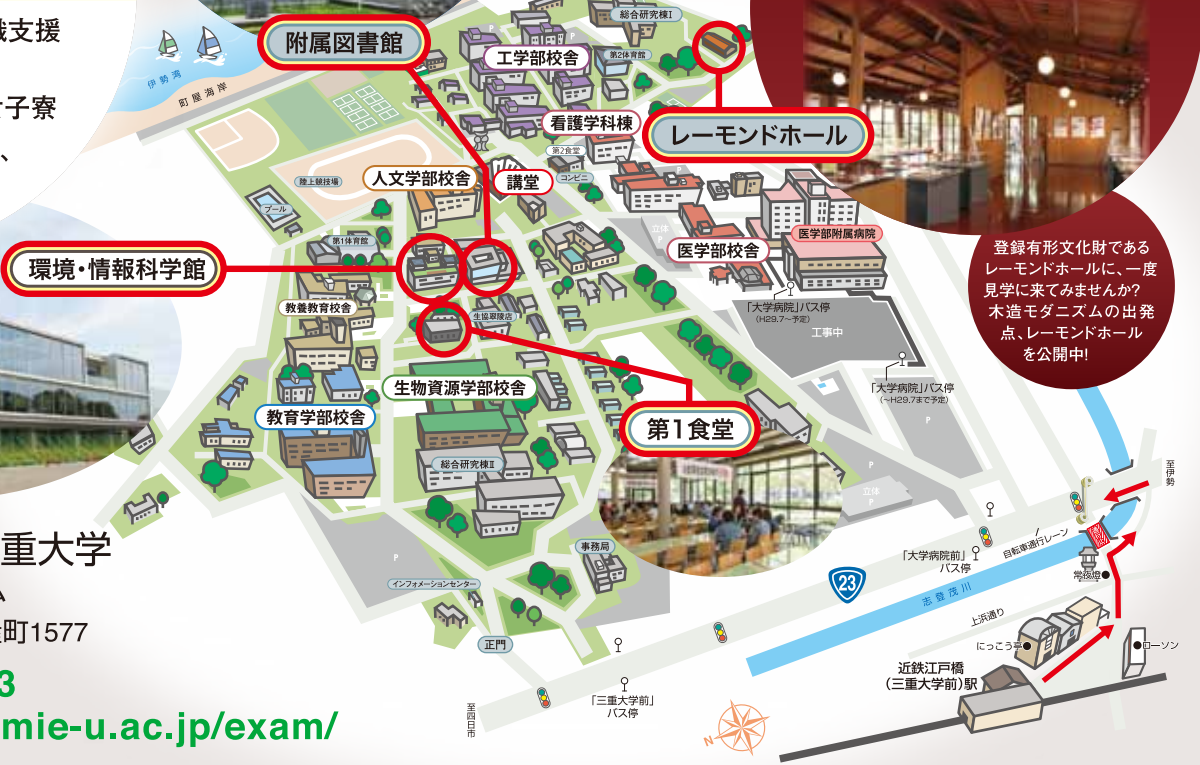 職支援
女子寮
、
附属図書館
総合研究棟Ⅰ
工学部校舎
第2体育館
伊勢湾
町屋海岸
看護学科棟
レーモンドホール
第2食堂
コンビニ
陸上競技場
人文学部校舎
講堂
プール
立体
P
P
P
P
医学部校舎
医学部附属病院
第1体育館
環境・情報科学館
教養教育校舎
生協翠陵店
「大学病院」バス停
(H29.7～予定)
工事中
登録有形文化財である
レーモンドホールに、一度
見学に来てみませんか?
木造モダニズムの出発
点、レーモンドホール
を公開中!
「大学病院」バス停
(～H29.7まで予定)
生物資源学部校舎
教育学部校舎
第1食堂
P
総合研究棟Ⅱ
P
立体
P
至伊勢
重大学
ム
町1577
3
mie-u.ac.jp/exam/
P
事務局
インフォメーションセンター
正門
「大学病院前」
バス停
自転車通行レーン
23
志登茂川
常夜燈
上浜通り
にっこう亭
ローソン
近鉄江戸橋
(三重大学前)駅
「三重大学前」
バス停
至四日市
N